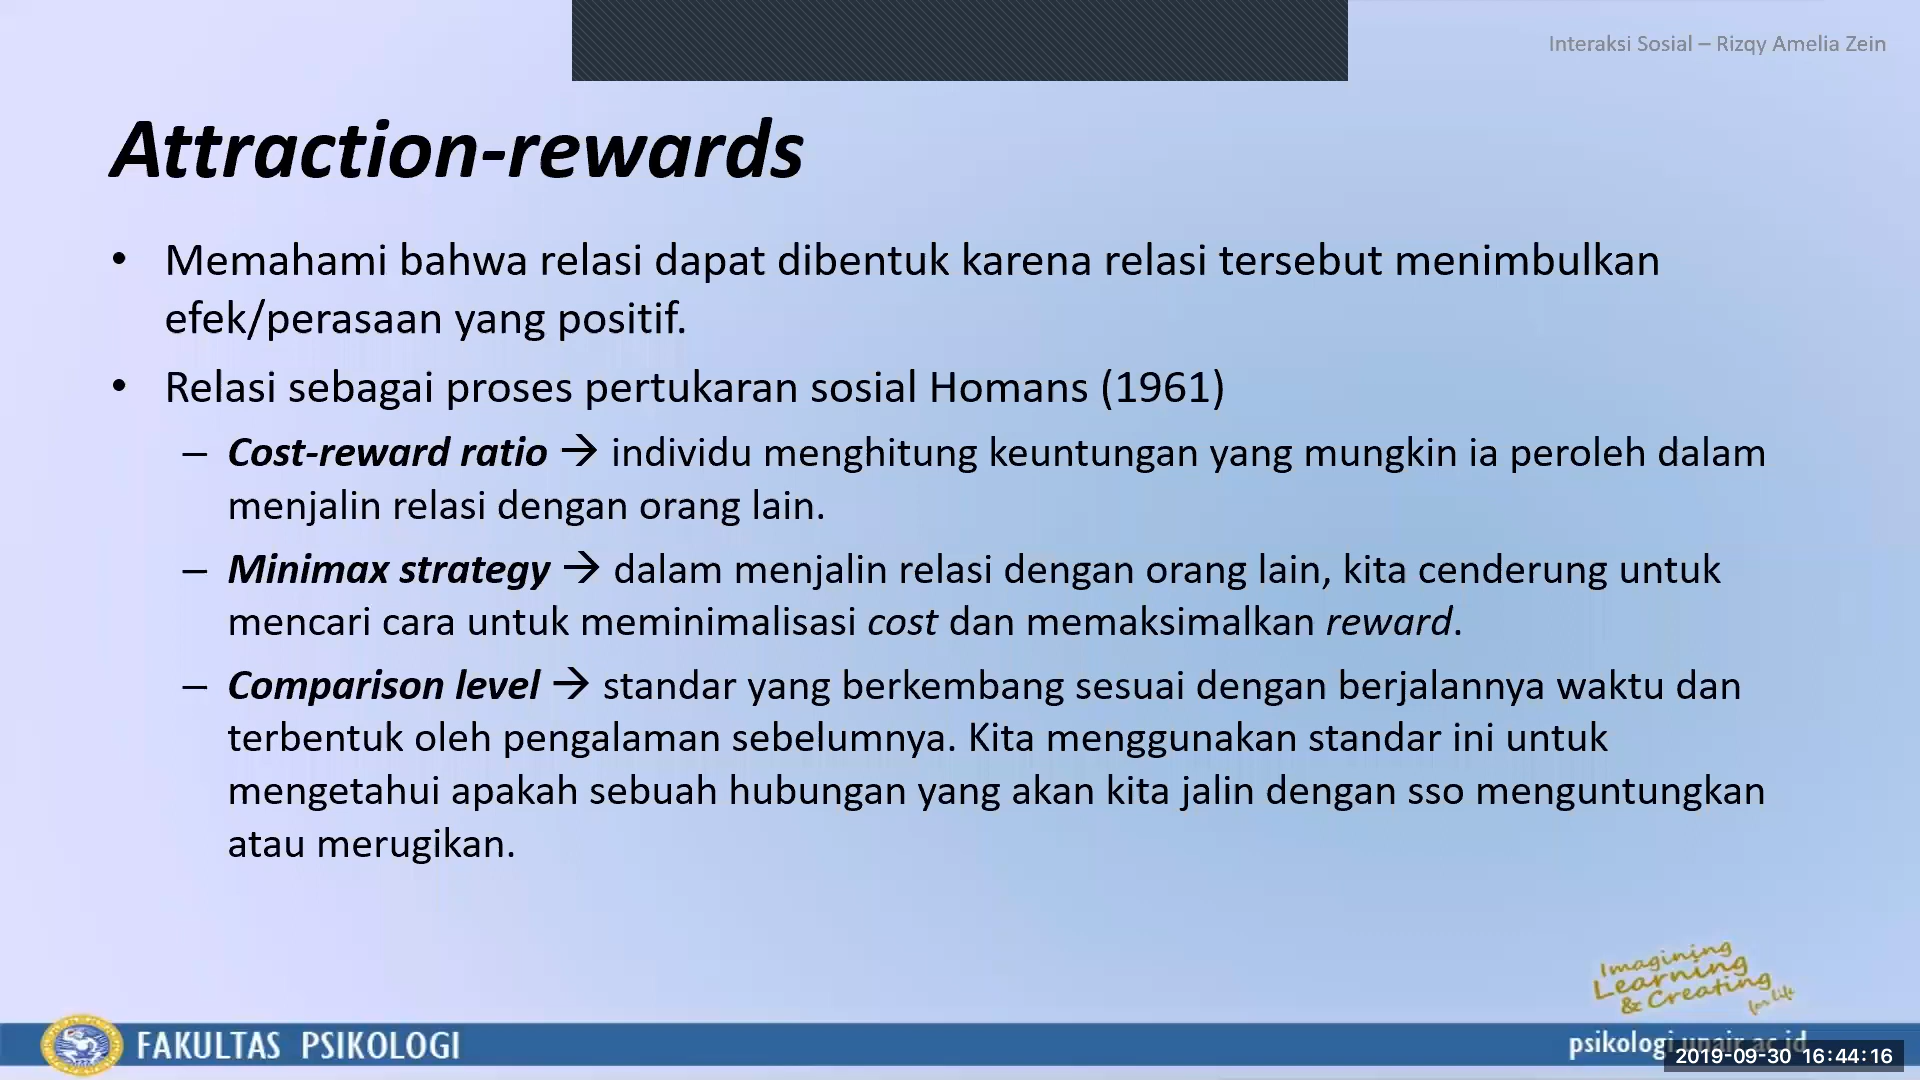 Interaksi Sosial – Rizqy Amelia Zein
Attraction-rewards
• Memahami bahwa relasi dapat dibentuk karena relasi tersebut menimbulkan
efek/perasaan yang positif.
• Relasi sebagai proses pertukaran sosial Homans (1961)
– Cost-reward ratio → individu menghitung keuntungan yang mungkin ia peroleh dalam
menjalin relasi dengan orang lain.
– Minimax strategy → dalam menjalin relasi dengan orang lain, kita cenderung untuk
mencari cara untuk meminimalisasi cost dan memaksimalkan reward.
– Comparison level → standar yang berkembang sesuai dengan berjalannya waktu dan
terbentuk oleh pengalaman sebelumnya. Kita menggunakan standar ini untuk
mengetahui apakah sebuah hubungan yang akan kita jalin dengan sso menguntungkan
atau merugikan.
Imagining
Learning
& Creating
for life
FAKULTAS PSIKOLOGI
psikologi.unair.ac.id
2019-09-30 16:44:16